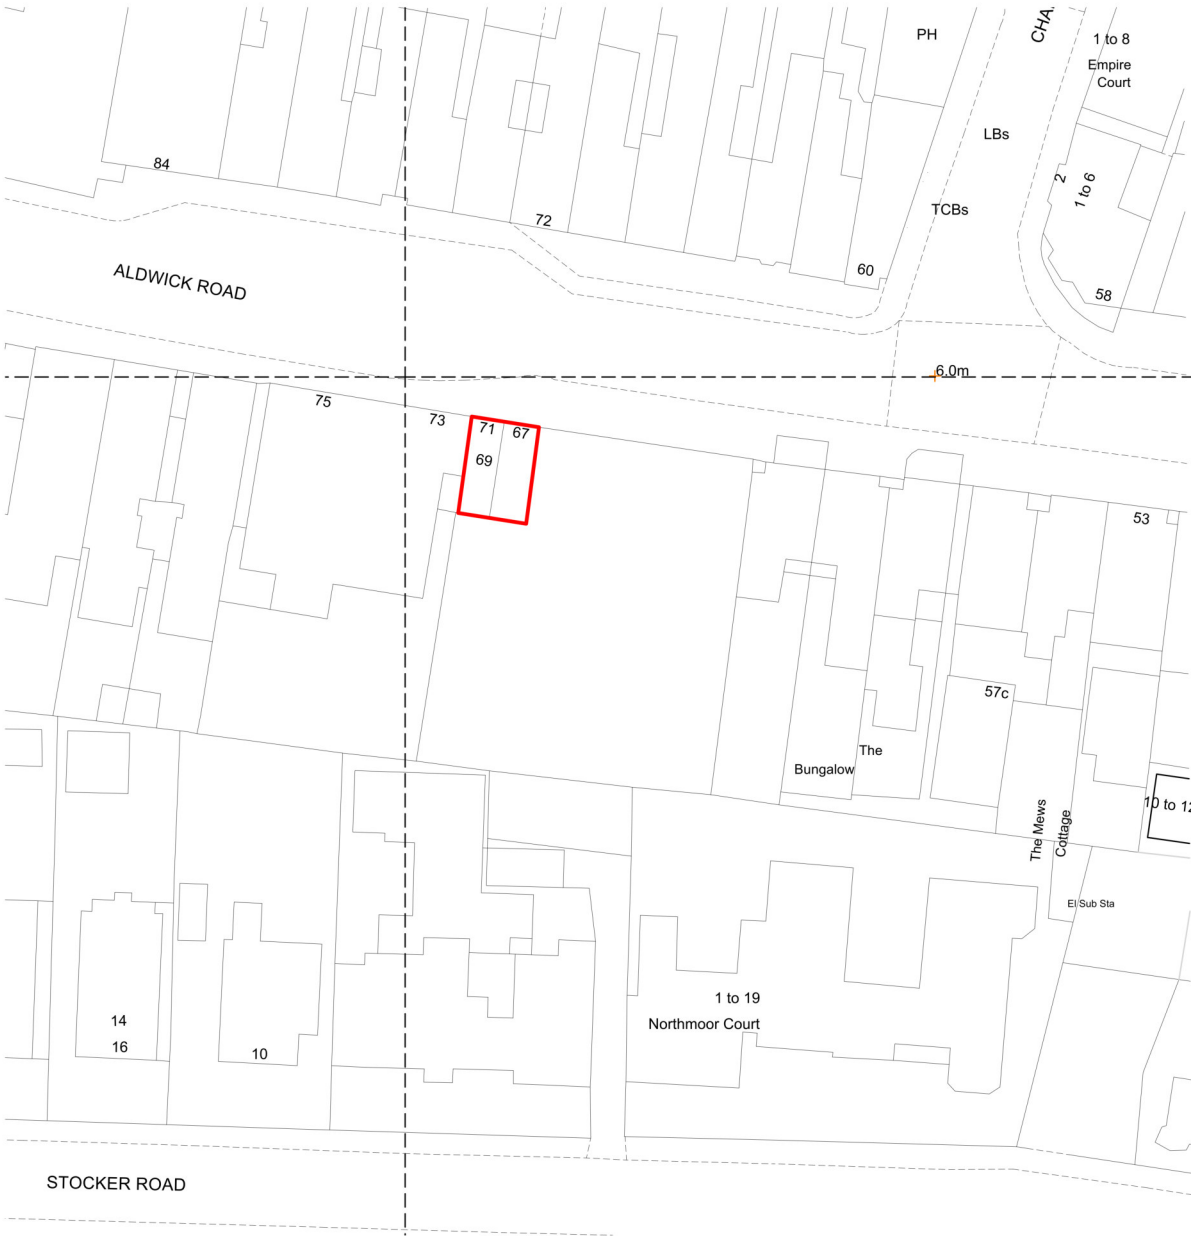 PH
CHA
1 to 8
Empire
Court
LBs
84
2
1 to 6
TCBs
72
60
58
ALDWICK ROAD
6.0m
75
73
71
67
69
53
57c
The
Bungalow
10 to 12
The Mews
Cottage
El Sub Sta
1 to 19
Northmoor Court
14
16
10
STOCKER ROAD